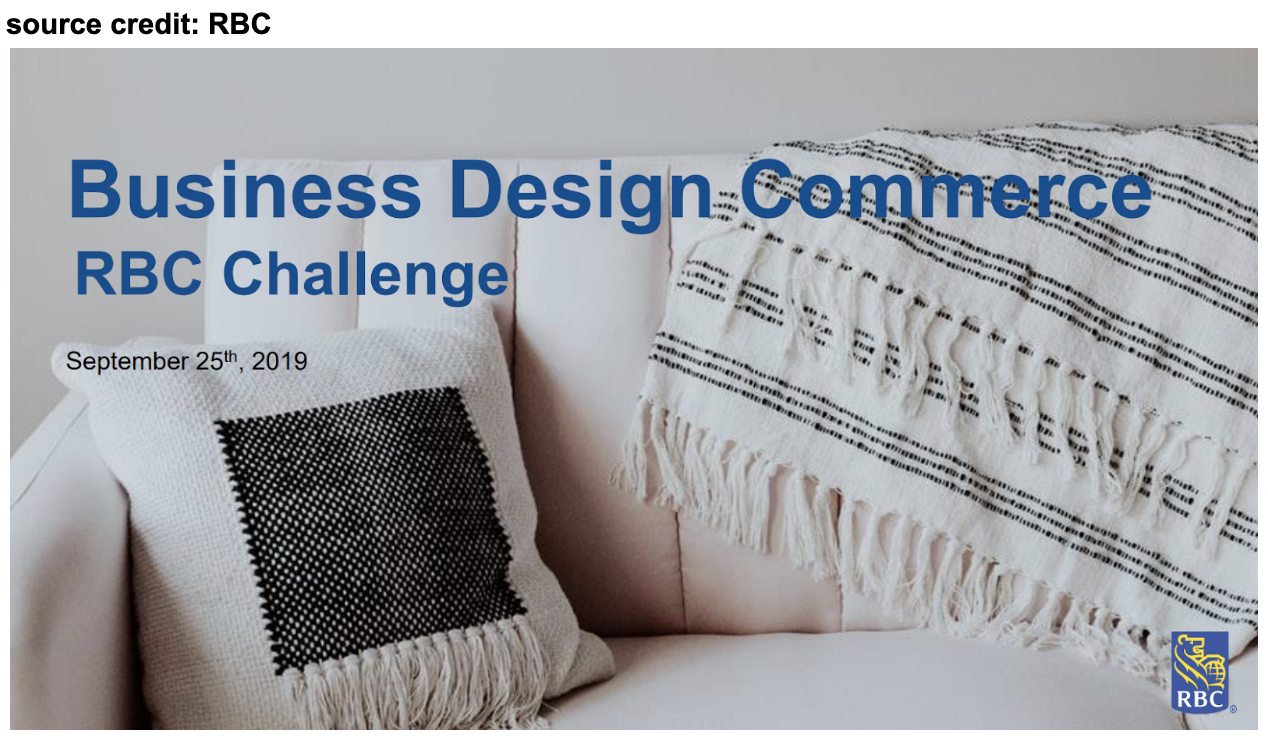 source credit: RBC
Business Design Commerce
RBC Challenge
September 25th, 2019
RBC
®